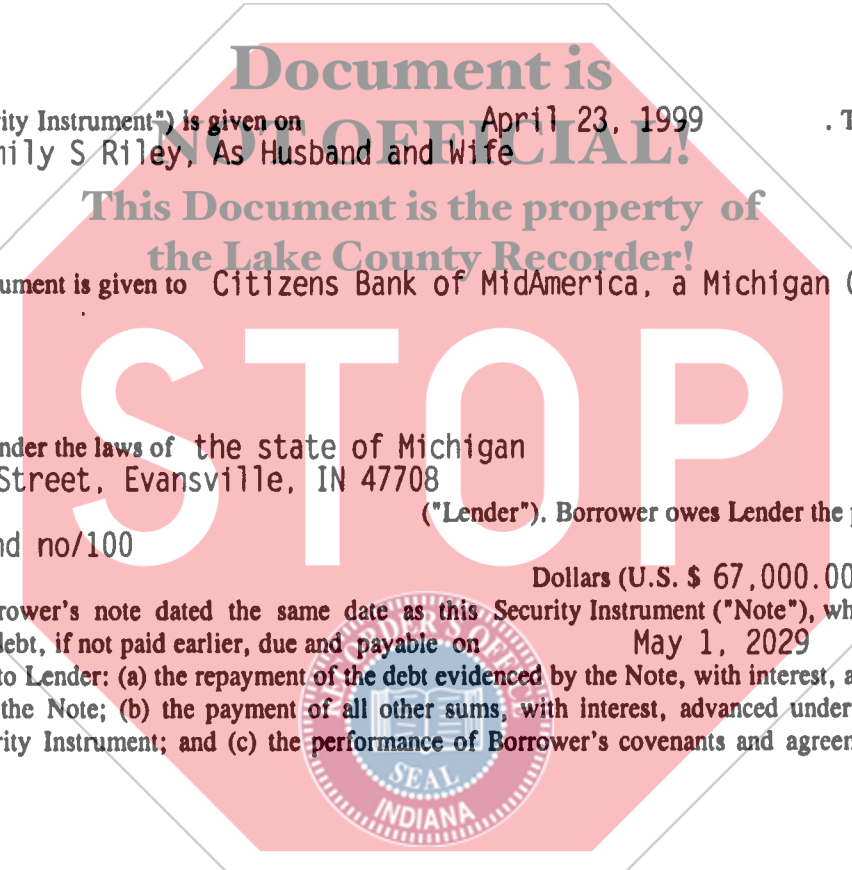 Document is
rity Instrument") is given on April 23, 1999 . T
NOT OFFICIAL!
mily S Riley, As Husband and Wife
This Document is the property of
the Lake County Recorder!
ument is given to Citizens Bank of MidAmerica, a Michigan
STOP
nder the laws of the state of Michigan
Street, Evansville, IN 47708
("Lender"). Borrower owes Lender the p
nd no/100
Dollars (U.S. $ 67,000.00
rower's note dated the same date as this Security Instrument ("Note"), wh
debt, if not paid earlier, due and payable on May 1, 2029
to Lender: (a) the repayment of the debt evidenced by the Note, with interest, a
the Note; (b) the payment of all other sums, with interest, advanced under
rity Instrument; and (c) the performance of Borrower's covenants and agreem
RECORDER'S OFFICE
SEAL
INDIANA